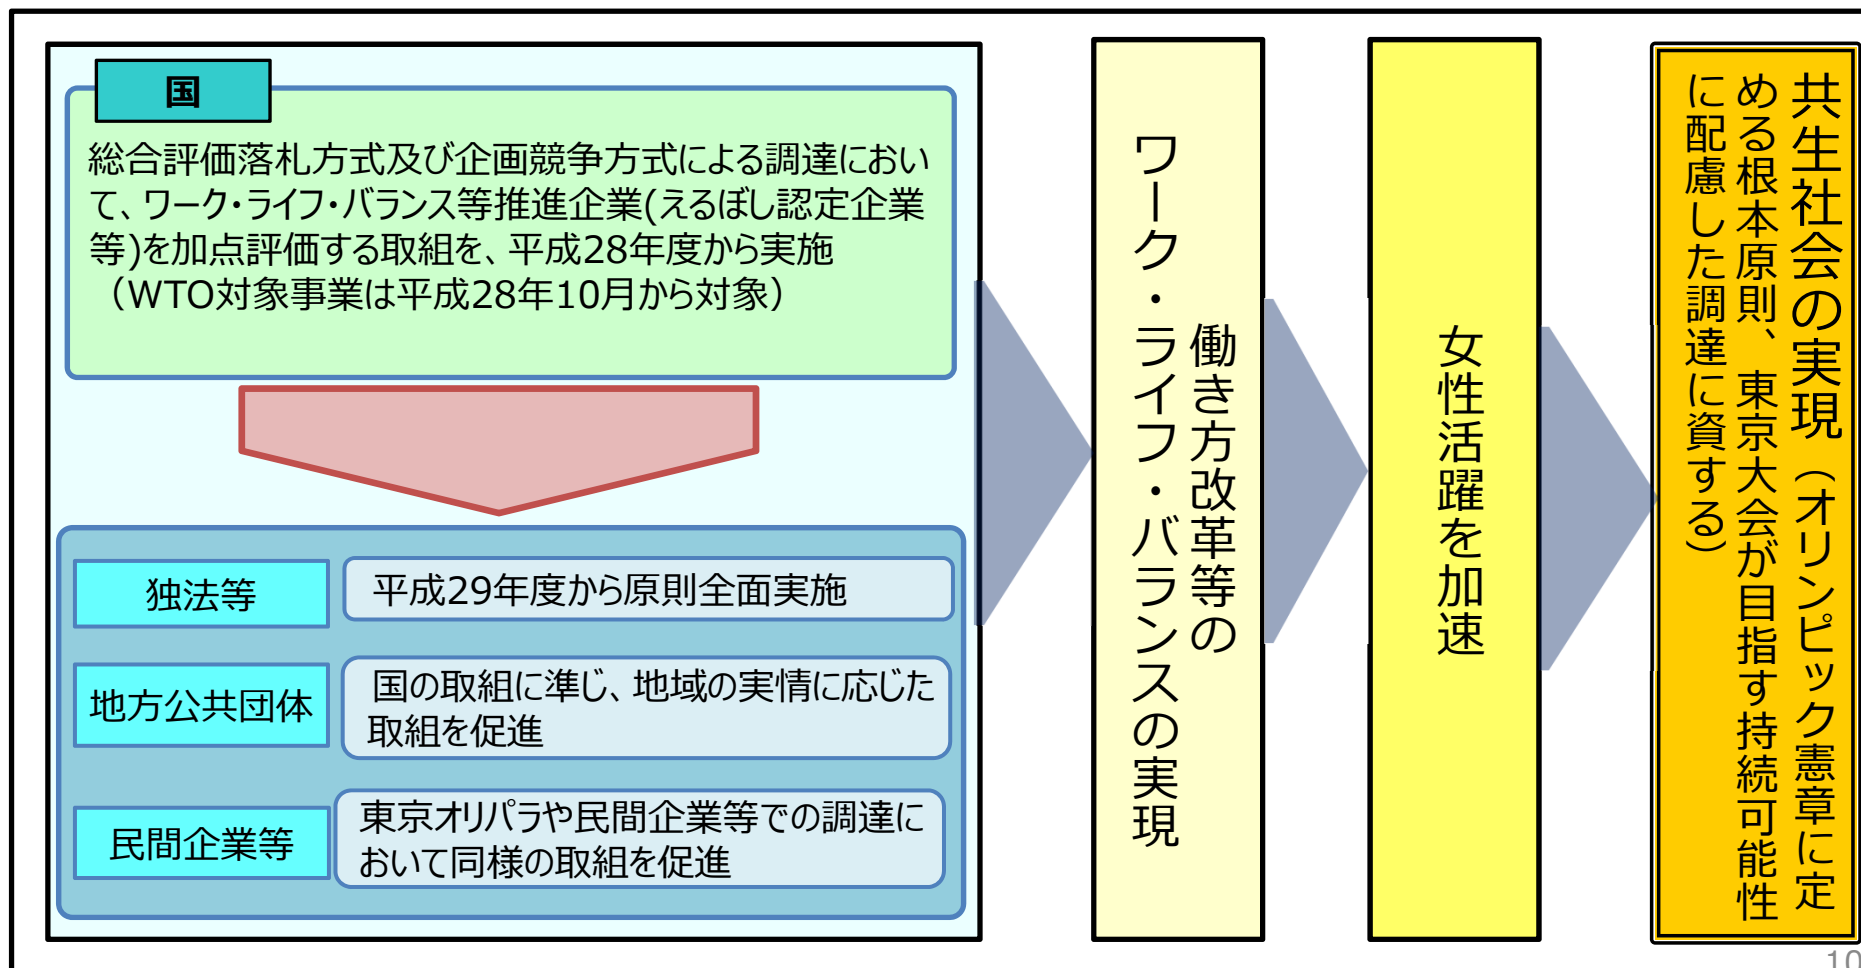 国
総合評価落札方式及び企画競争方式による調達におい
て、ワーク・ライフ・バランス等推進企業(えるぼし認定企業
等)を加点評価する取組を、平成28年度から実施
（WTO対象事業は平成28年10月から対象）
独法等
平成29年度から原則全面実施
地方公共団体
国の取組に準じ、地域の実情に応じた
取組を促進
民間企業等
東京オリパラや民間企業等での調達に
おいて同様の取組を促進
働き方改革等の
ワーク・ライフ・バランスの実現
女性活躍を加速
共生社会の実現（オリンピック憲章に定
める根本原則、東京大会が目指す持続可能性
に配慮した調達に資する）
10